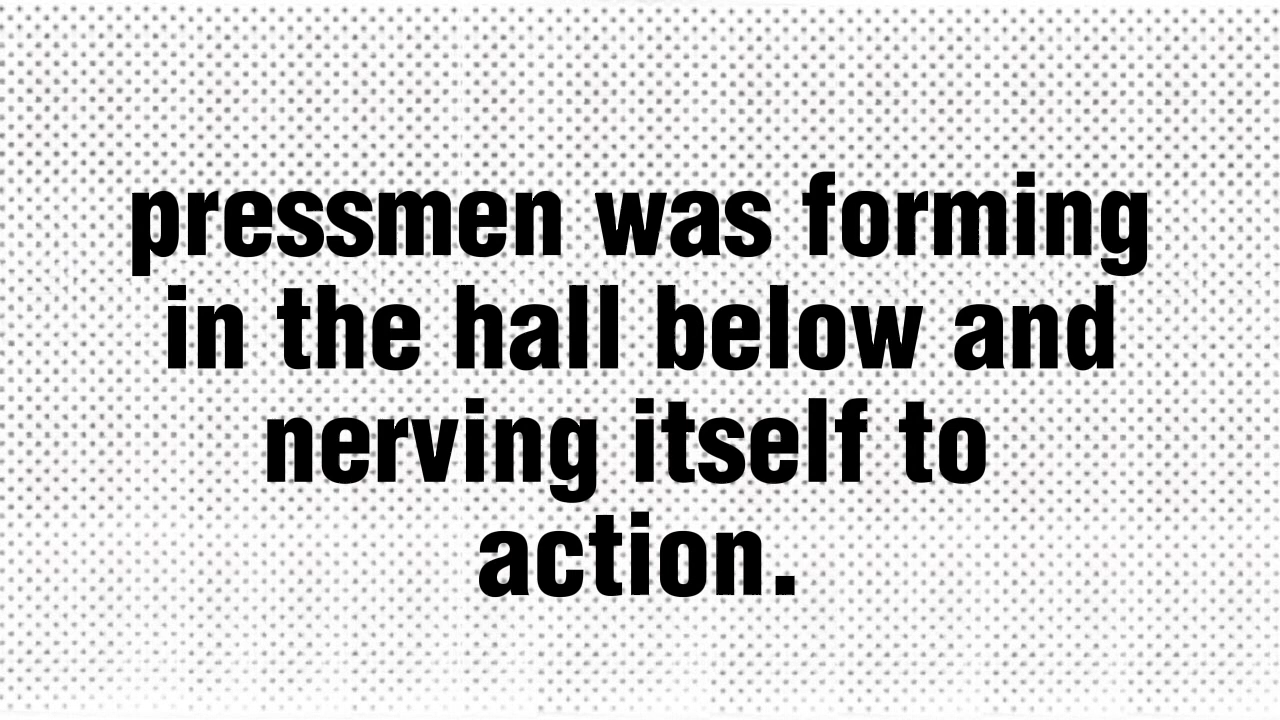 pressmen was forming
in the hall below and
nerving itself to
action.